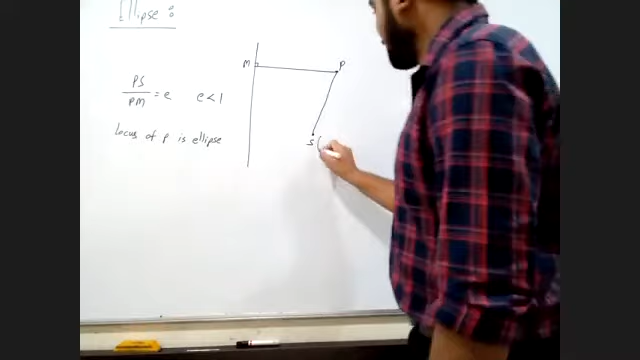 Ellipse :
M P
PS
PM = e e < 1
Locus of P is ellipse
S (